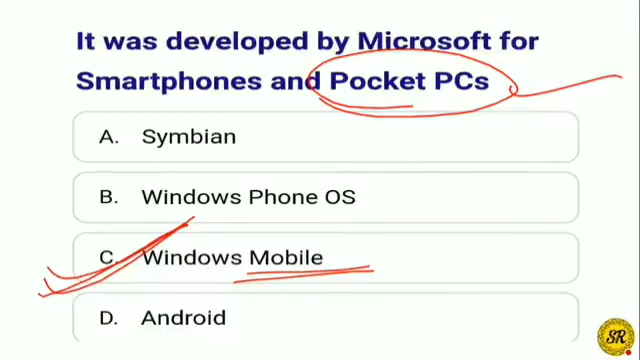 It was developed by Microsoft for
Smartphones and Pocket PCs
A. Symbian
B. Windows Phone OS
C. Windows Mobile
D. Android
SR